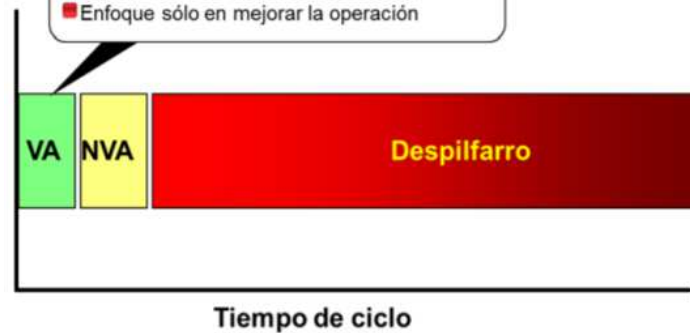 Enfoque sólo en mejorar la operación
VA NVA Despilfarro
Tiempo de ciclo